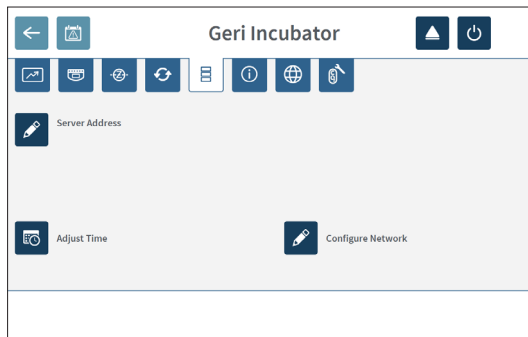 Geri Incubator
Server Address
Adjust Time
Configure Network